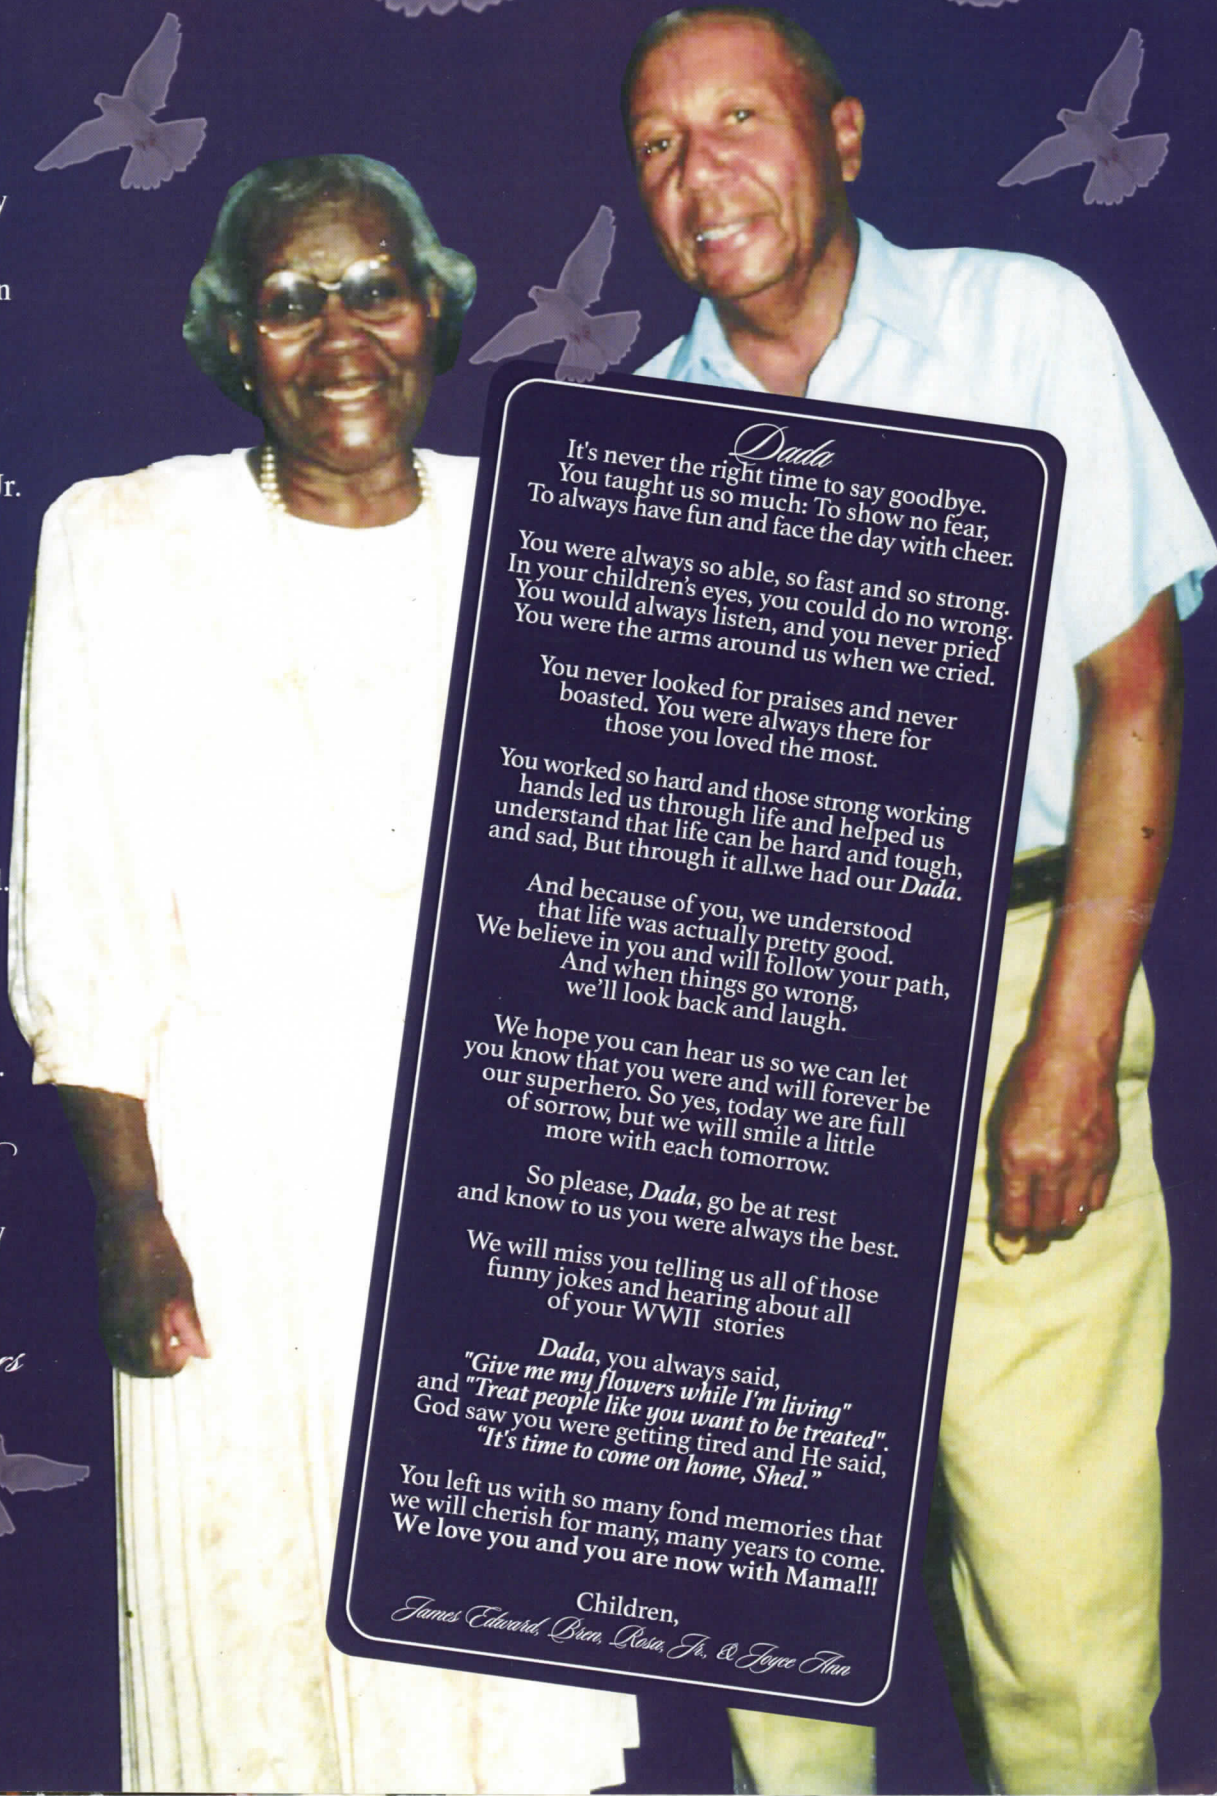 y
n
Jr.
Dada
It's never the right time to say goodbye.
You taught us so much: To show no fear,
To always have fun and face the day with cheer.
You were always so able, so fast and so strong.
In your children's eyes, you could do no wrong.
You would always listen, and you never pried
You were the arms around us when we cried.
You never looked for praises and never
boasted. You were always there for
those you loved the most.
You worked so hard and those strong working
hands led us through life and helped us
understand that life can be hard and tough,
and sad, But through it all.we had our Dada.
And because of you, we understood
that life was actually pretty good.
We believe in you and will follow your path,
And when things go wrong,
we'll look back and laugh.
We hope you can hear us so we can let
you know that you were and will forever be
our superhero. So yes, today we are full
of sorrow, but we will smile a little
more with each tomorrow.
So please, Dada, go be at rest
and know to us you were always the best.
We will miss you telling us all of those
funny jokes and hearing about all
of your WWII stories
Dada, you always said,
"Give me my flowers while I'm living"
and "Treat people like you want to be treated".
God saw you were getting tired and He said,
“It's time to come on home, Shed.”
You left us with so many fond memories that
we will cherish for many, many years to come.
We love you and you are now with Mama!!!
Children,
James Edward, Bren, Rosa, Jr., & Joyce Ann